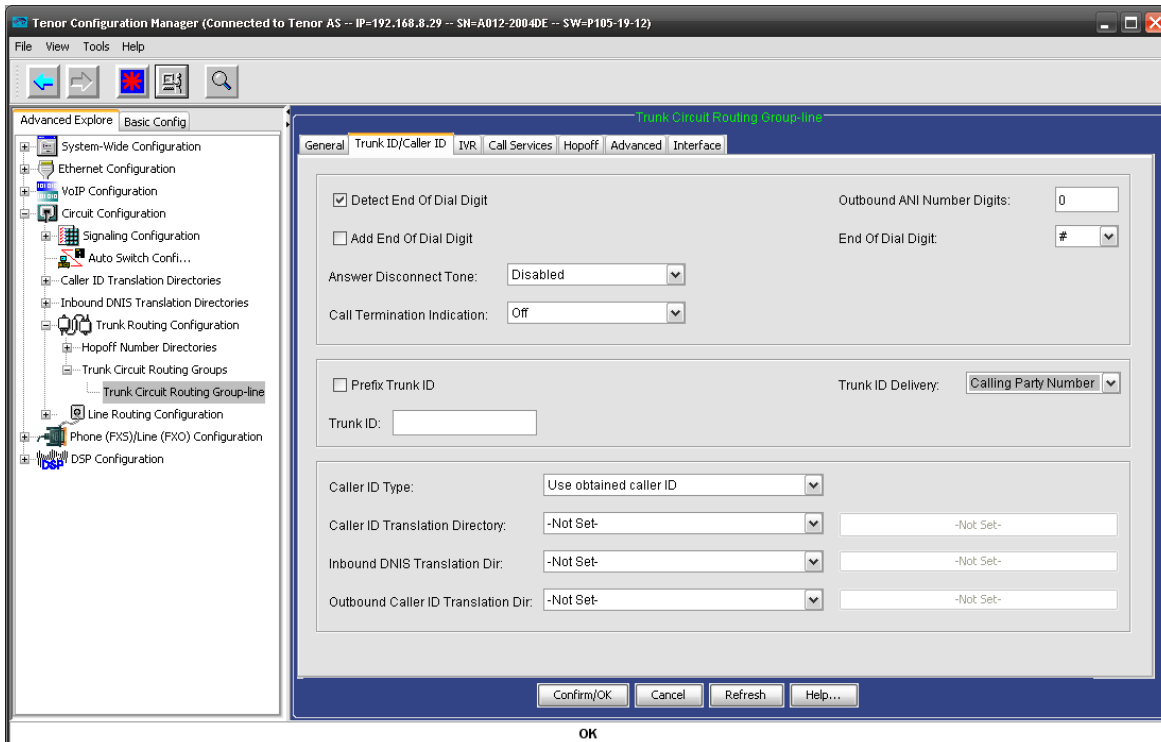 Tenor Configuration Manager (Connected to Tenor AS -- IP=192.168.8.29 -- SN=A012-2004DE -- SW=P105-19-12)
File View Tools Help
Advanced Explore Basic Config
System-Wide Configuration
Ethernet Configuration
VoIP Configuration
Circuit Configuration
Signaling Configuration
Auto Switch Confi...
Caller ID Translation Directories
Inbound DNIS Translation Directories
Trunk Routing Configuration
Hopoff Number Directories
Trunk Circuit Routing Groups
Trunk Circuit Routing Group-line
Line Routing Configuration
Phone (FXS)/Line (FXO) Configuration
DSP Configuration
Trunk Circuit Routing Group-line
General Trunk ID/Caller ID IVR Call Services Hopoff Advanced Interface
Detect End Of Dial Digit Outbound ANI Number Digits: 0
Add End Of Dial Digit End Of Dial Digit: #
Answer Disconnect Tone: Disabled
Call Termination Indication: Off
Prefix Trunk ID Trunk ID Delivery: Calling Party Number
Trunk ID:
Caller ID Type: Use obtained caller ID
Caller ID Translation Directory: -Not Set- -Not Set-
Inbound DNIS Translation Dir: -Not Set- -Not Set-
Outbound Caller ID Translation Dir: -Not Set- -Not Set-
Confirm/OK Cancel Refresh Help...
OK